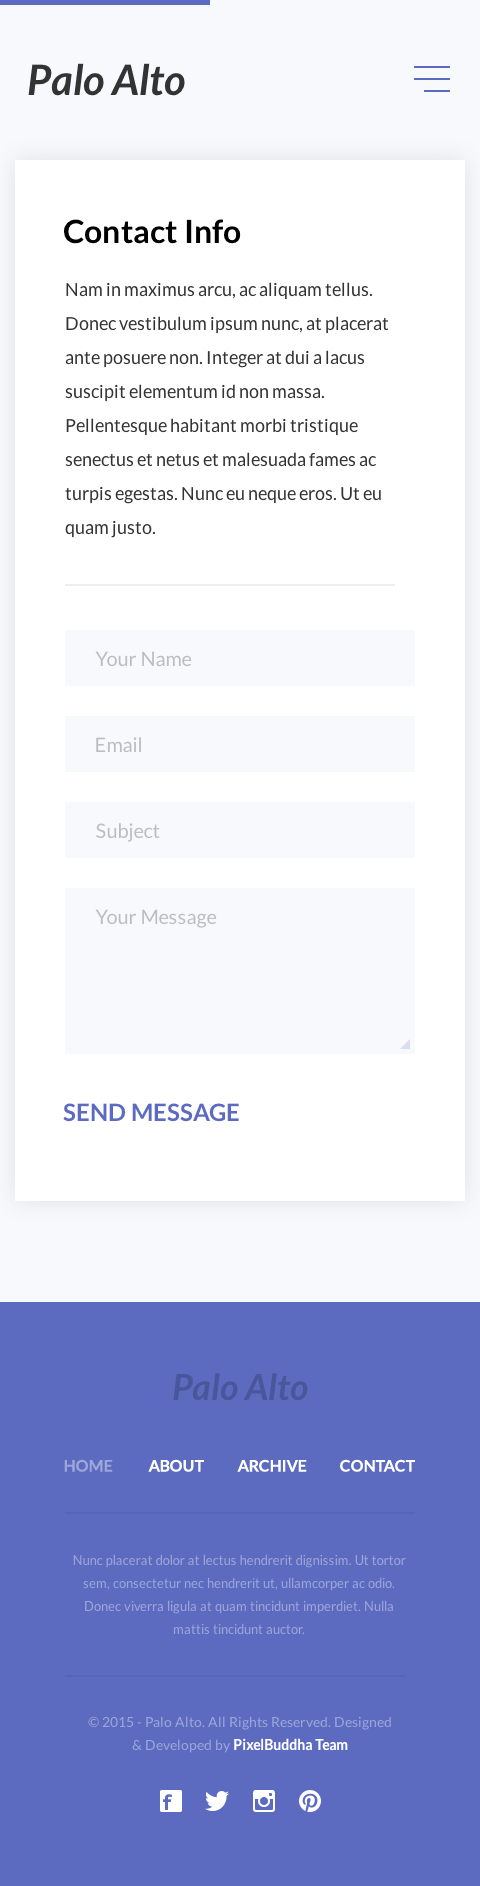 Palo Alto
Contact Info
Nam in maximus arcu, ac aliquam tellus.
Donec vestibulum ipsum nunc, at placerat
ante posuere non. Integer at dui a lacus
suscipit elementum id non massa.
Pellentesque habitant morbi tristique
senectus et netus et malesuada fames ac
turpis egestas. Nunc eu neque eros. Ut eu
quam justo.
Your Name
Email
Subject
Your Message
SEND MESSAGE
Palo Alto
HOME ABOUT ARCHIVE CONTACT
Nunc placerat dolor at lectus hendrerit dignissim. Ut tortor
sem, consectetur nec hendrerit ut, ullamcorper ac odio.
Donec viverra ligula at quam tincidunt imperdiet. Nulla
mattis tincidunt auctor.
© 2015 - Palo Alto. All Rights Reserved. Designed
& Developed by PixelBuddha Team